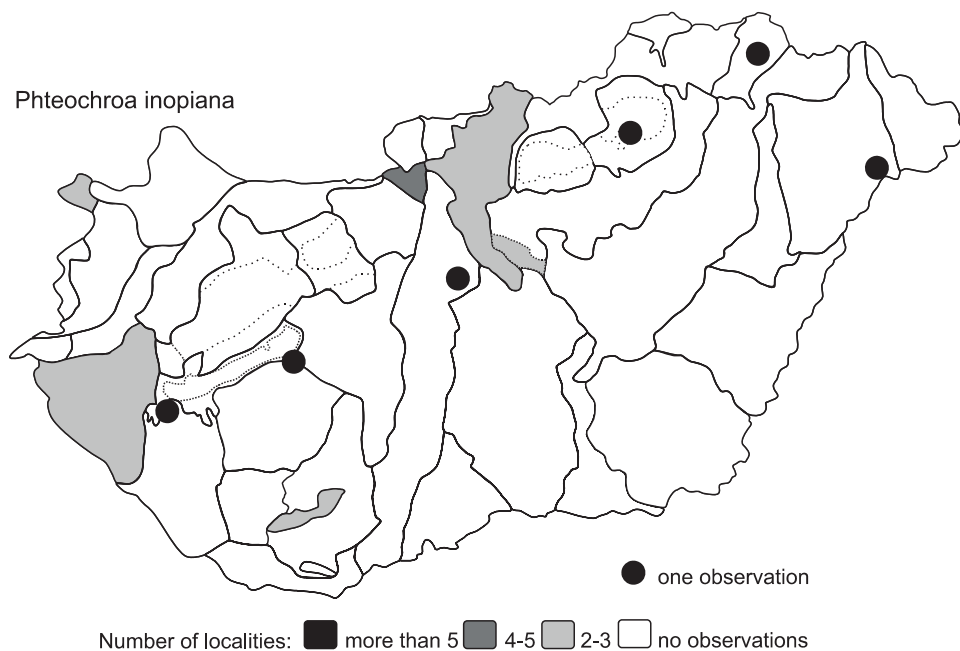 Phteochroa inopiana
one observation
Number of localities: more than 5 4-5 2-3 no observations